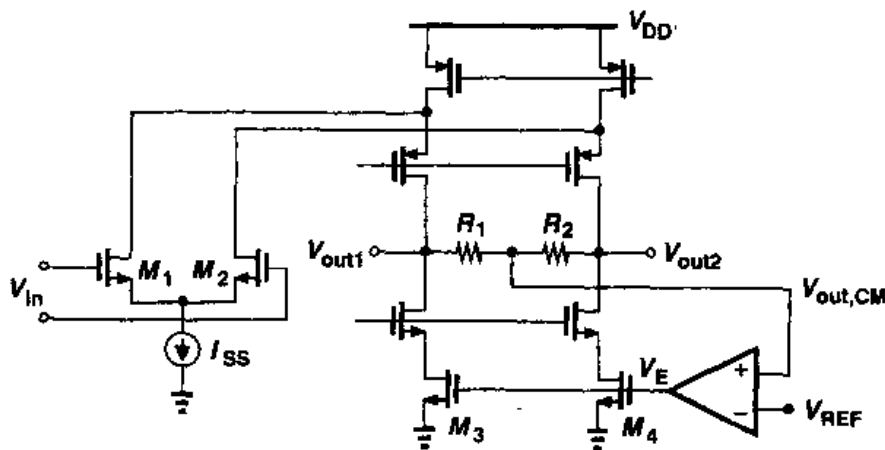 V_DD
R_1
R_2
V_out1
V_out2
M_1
M_2
V_in
V_out,CM
I_SS
V_E
+
−
V_REF
M_3
M_4